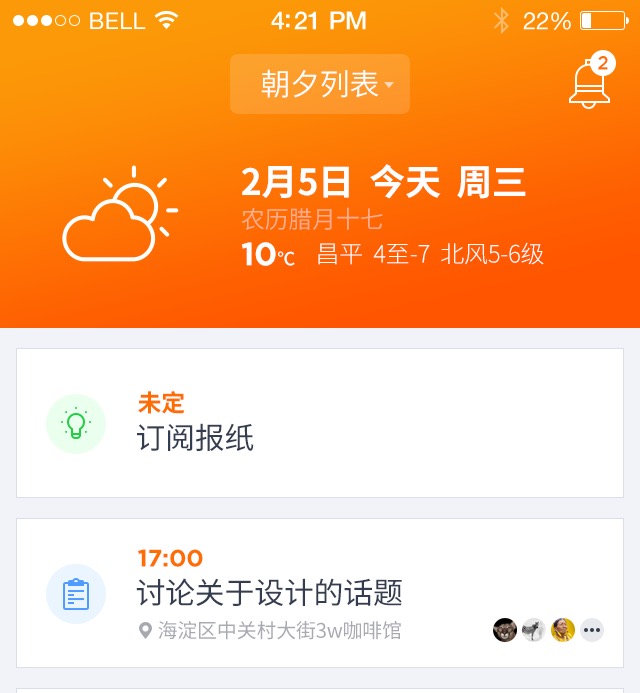 BELL 4:21 PM 22%
朝夕列表
2
2月5日 今天 周三
农历腊月十七
10℃ 昌平 4至-7 北风5-6级
未定
订阅报纸
17:00
讨论关于设计的话题
海淀区中关村大街3w咖啡馆